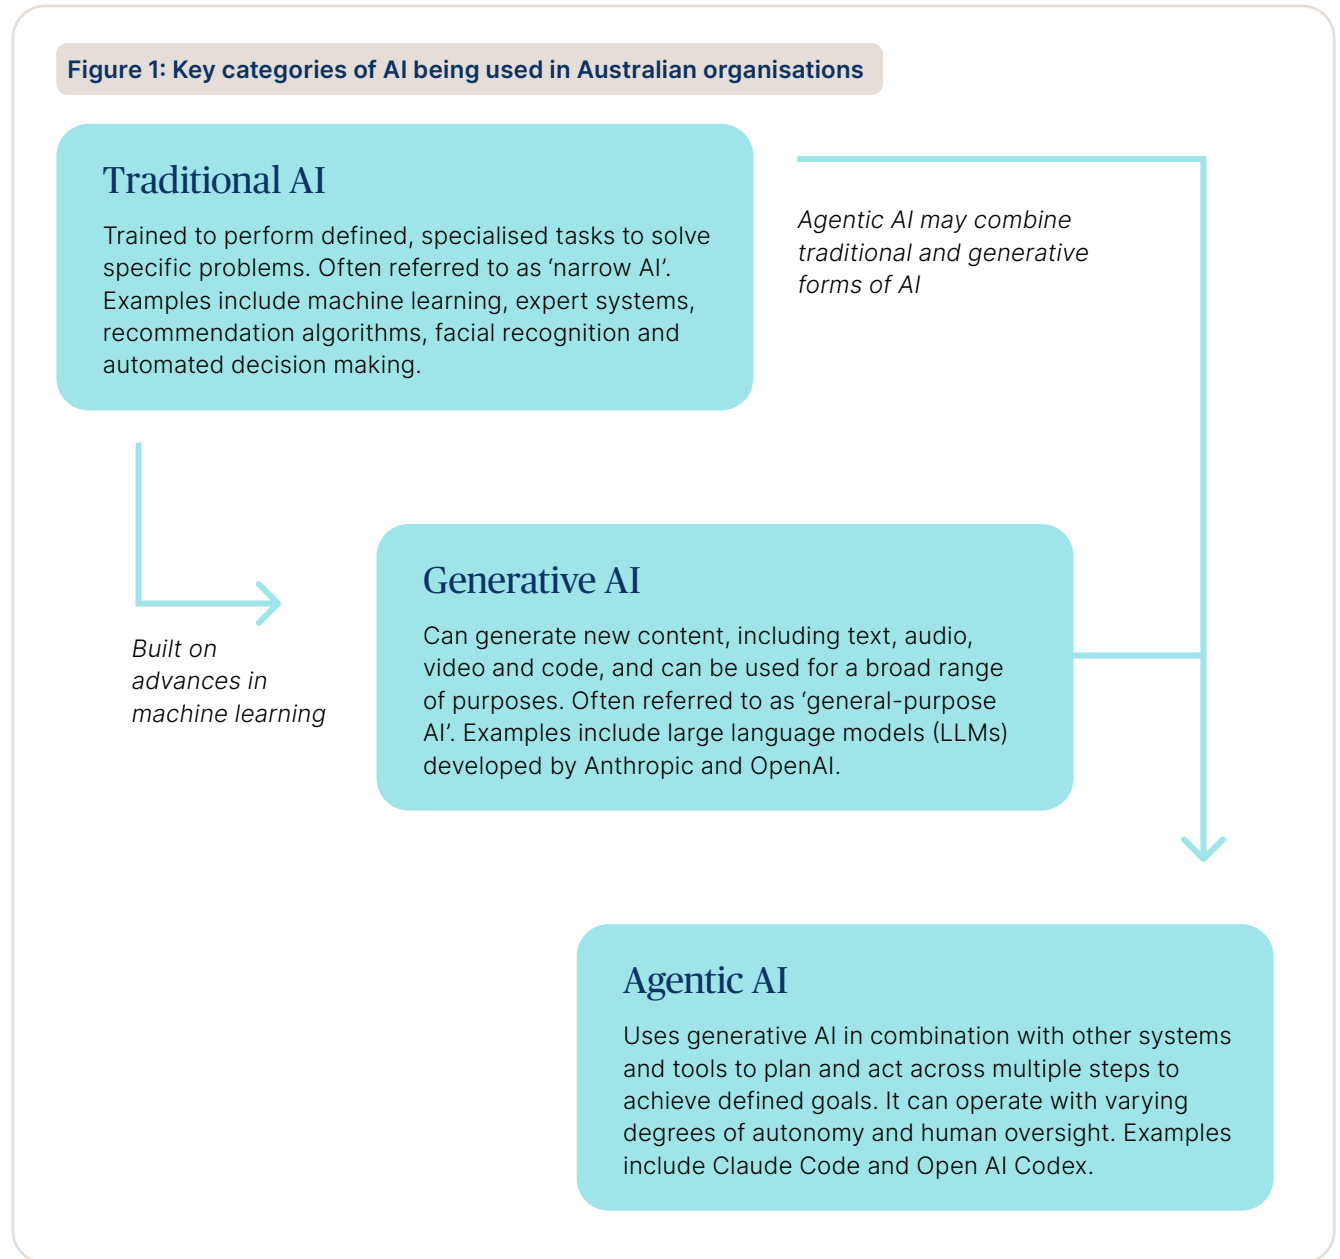 Figure 1: Key categories of AI being used in Australian organisations
Traditional AI
Trained to perform defined, specialised tasks to solve
specific problems. Often referred to as ‘narrow AI’.
Examples include machine learning, expert systems,
recommendation algorithms, facial recognition and
automated decision making.
Agentic AI may combine
traditional and generative
forms of AI
Built on
advances in
machine learning
Generative AI
Can generate new content, including text, audio,
video and code, and can be used for a broad range
of purposes. Often referred to as ‘general-purpose
AI’. Examples include large language models (LLMs)
developed by Anthropic and OpenAI.
Agentic AI
Uses generative AI in combination with other systems
and tools to plan and act across multiple steps to
achieve defined goals. It can operate with varying
degrees of autonomy and human oversight. Examples
include Claude Code and Open AI Codex.